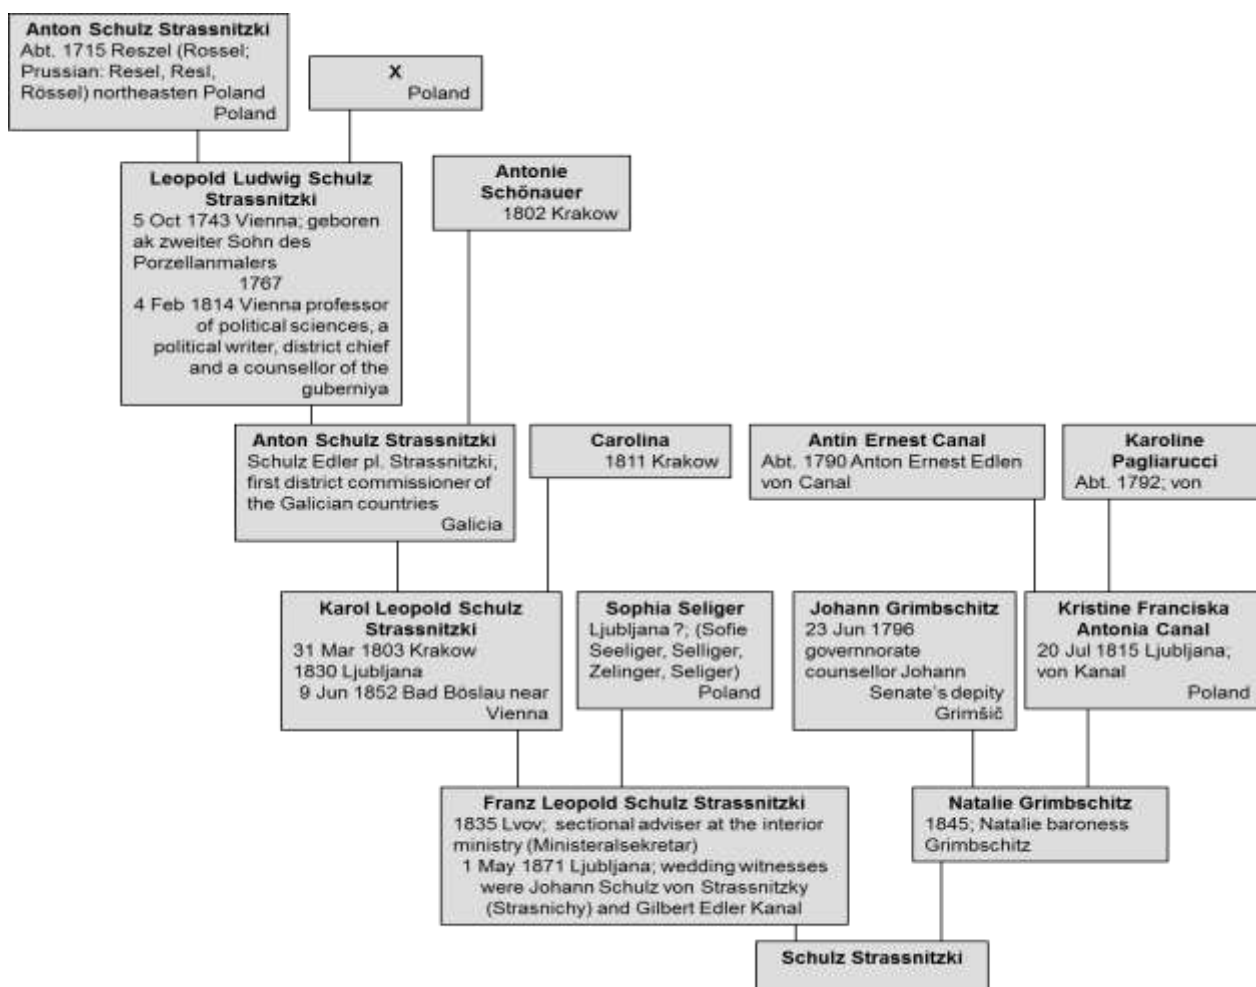 Anton Schulz Strassnitzki
Abt. 1715 Reszel (Rossel;
Prussian: Resel, Resl,
Rössel) northeasten Poland
Poland
X
Poland
Leopold Ludwig Schulz
Strassnitzki
5 Oct 1743 Vienna; geboren
ak zweiter Sohn des
Porzellanmalers
1767
4 Feb 1814 Vienna professor
of political sciences, a
political writer, district chief
and a counsellor of the
guberniya
Antonie
Schönauer
1802 Krakow
Anton Schulz Strassnitzki
Schulz Edler pl. Strassnitzki,
first district commissioner of
the Galician countries
Galicia
Carolina
1811 Krakow
Antin Ernest Canal
Abt. 1790 Anton Ernest Edlen
von Canal
Karoline
Pagliarucci
Abt. 1792; von
Karol Leopold Schulz
Strassnitzki
31 Mar 1803 Krakow
1830 Ljubljana
9 Jun 1852 Bad Böslau near
Vienna
Sophia Seliger
Ljubljana ?; (Sofie
Seeliger, Selliger,
Zelinger, Seliger)
Poland
Johann Grimbschitz
23 Jun 1796
governnorate
counsellor Johann
Senate's depity
Grimšič
Kristine Franciska
Antonia Canal
20 Jul 1815 Ljubljana;
von Kanal
Poland
Franz Leopold Schulz Strassnitzki
1835 Lvov; sectional adviser at the interior
ministry (Ministeralsekretar)
1 May 1871 Ljubljana; wedding witnesses
were Johann Schulz von Strassnitzky
(Strasnichy) and Gilbert Edler Kanal
Natalie Grimbschitz
1845; Natalie baroness
Grimbschitz
Schulz Strassnitzki